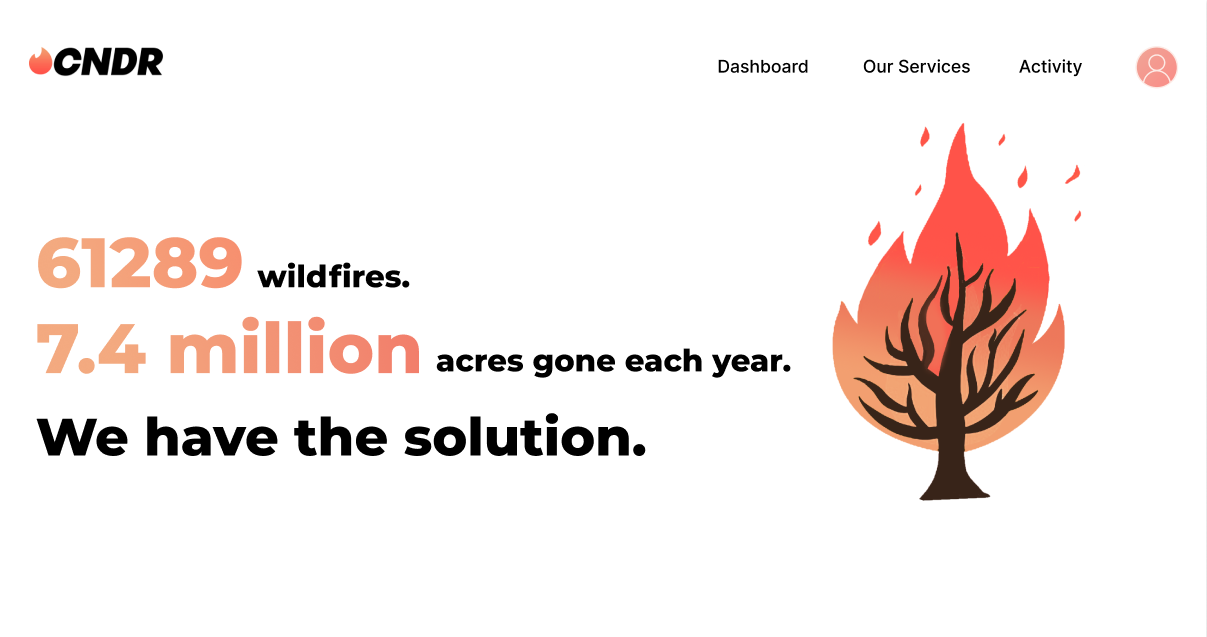 CNDR
Dashboard Our Services Activity
61289 wildfires.
7.4 million acres gone each year.
We have the solution.